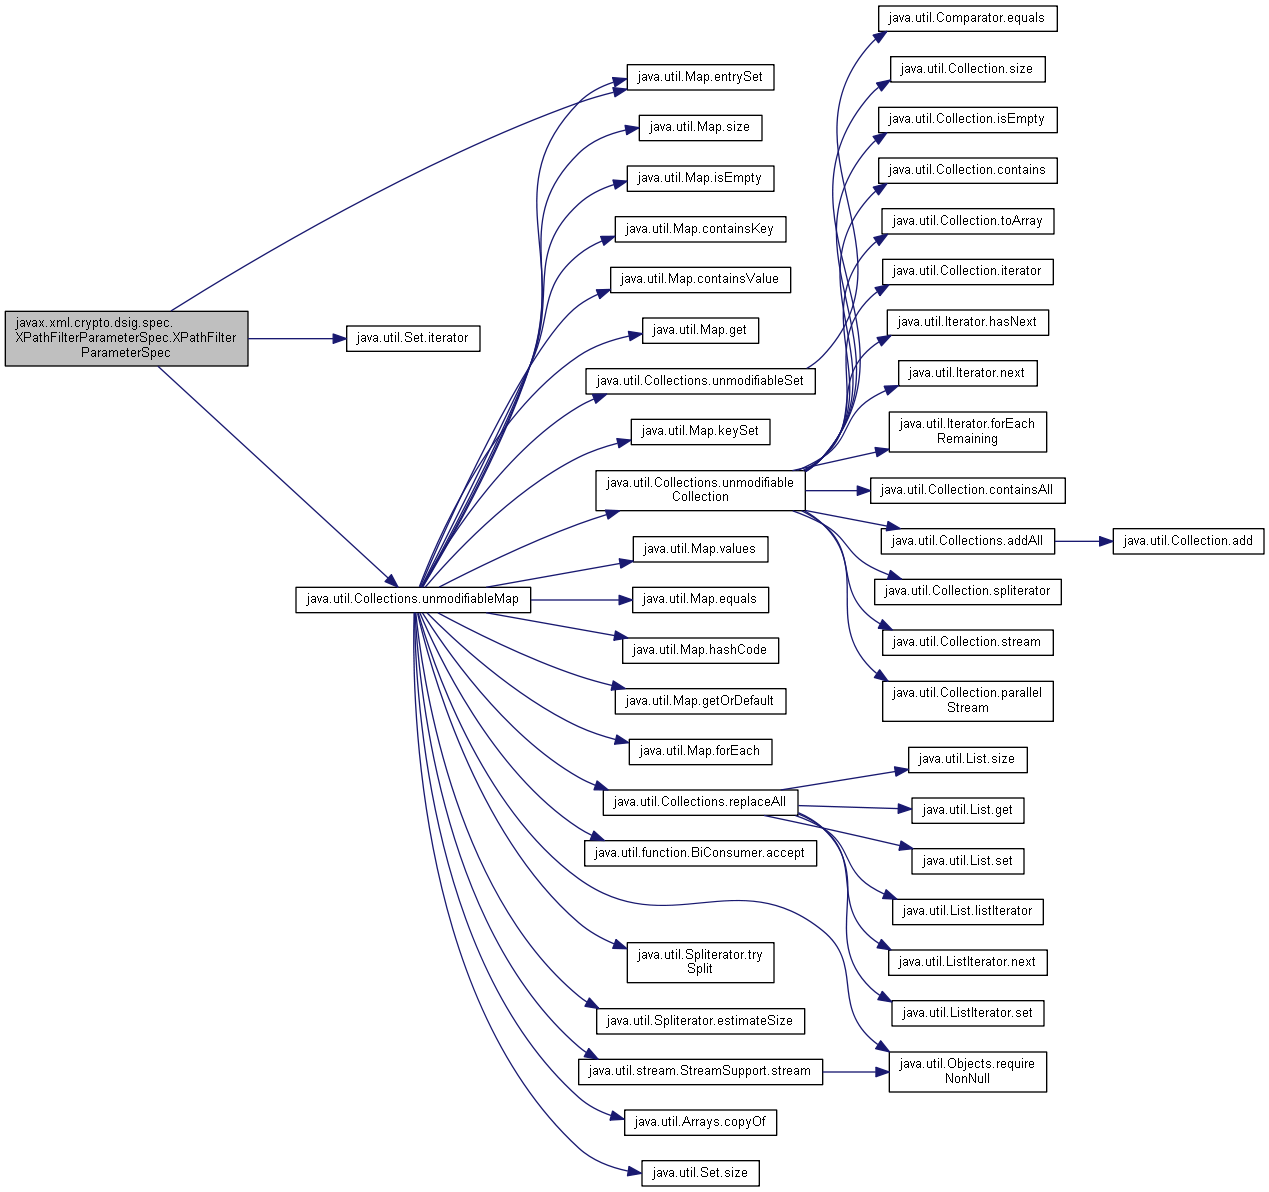 javax.xml.crypto.dsig.spec.
XPathFilterParameterSpec.XPathFilter
ParameterSpec
java.util.Set.iterator
java.util.Collections.unmodifiableMap
java.util.Map.entrySet
java.util.Map.size
java.util.Map.isEmpty
java.util.Map.containsKey
java.util.Map.containsValue
java.util.Map.get
java.util.Collections.unmodifiableSet
java.util.Map.keySet
java.util.Collections.unmodifiable
Collection
java.util.Map.values
java.util.Map.equals
java.util.Map.hashCode
java.util.Map.getOrDefault
java.util.Map.forEach
java.util.Collections.replaceAll
java.util.function.BiConsumer.accept
java.util.Spliterator.try
Split
java.util.Spliterator.estimateSize
java.util.stream.StreamSupport.stream
java.util.Arrays.copyOf
java.util.Set.size
java.util.Comparator.equals
java.util.Collection.size
java.util.Collection.isEmpty
java.util.Collection.contains
java.util.Collection.toArray
java.util.Collection.iterator
java.util.Iterator.hasNext
java.util.Iterator.next
java.util.Iterator.forEach
Remaining
java.util.Collection.containsAll
java.util.Collections.addAll
java.util.Collection.add
java.util.Collection.spliterator
java.util.Collection.stream
java.util.Collection.parallel
Stream
java.util.List.size
java.util.List.get
java.util.List.set
java.util.List.listIterator
java.util.ListIterator.next
java.util.ListIterator.set
java.util.Objects.require
NonNull